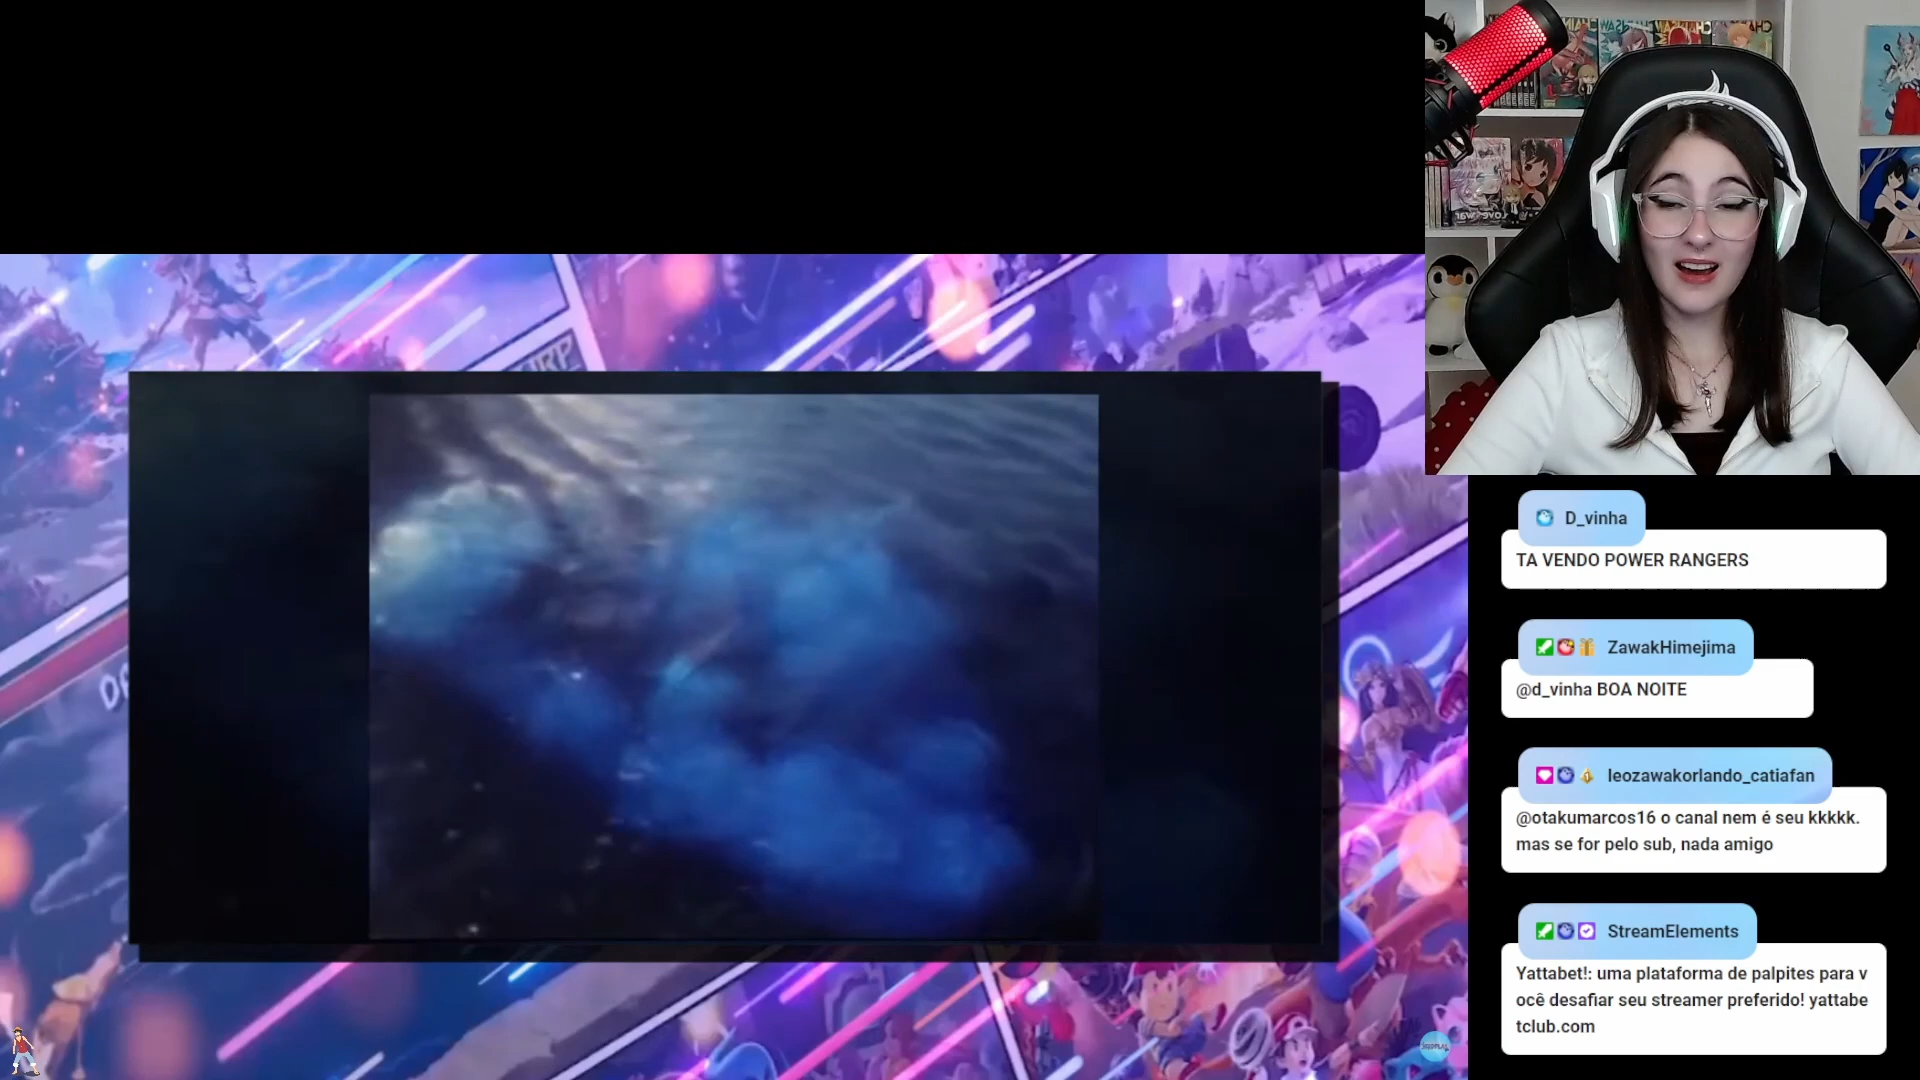 D_vinha
TA VENDO POWER RANGERS
ZawakHimejima
@d_vinha BOA NOITE
leozawakorlando_catiafan
@otakumarcos16 o canal nem é seu kkkkk.
mas se for pelo sub, nada amigo
StreamElements
Yattabet!: uma plataforma de palpites para v
ocê desafiar seu streamer preferido! yattabe
tclub.com